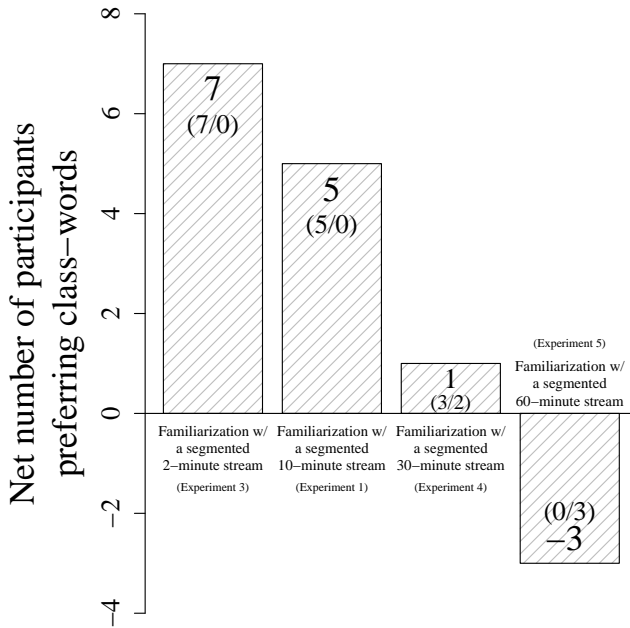 Net number of participants
preferring class−words
8
6
4
2
0
−2
−4
7
(7/0)
5
(5/0)
1
(3/2)
(0/3)
−3
Familiarization w/
a segmented
2−minute stream
(Experiment 3)
Familiarization w/
a segmented
10−minute stream
(Experiment 1)
Familiarization w/
a segmented
30−minute stream
(Experiment 4)
(Experiment 5)
Familiarization w/
a segmented
60−minute stream